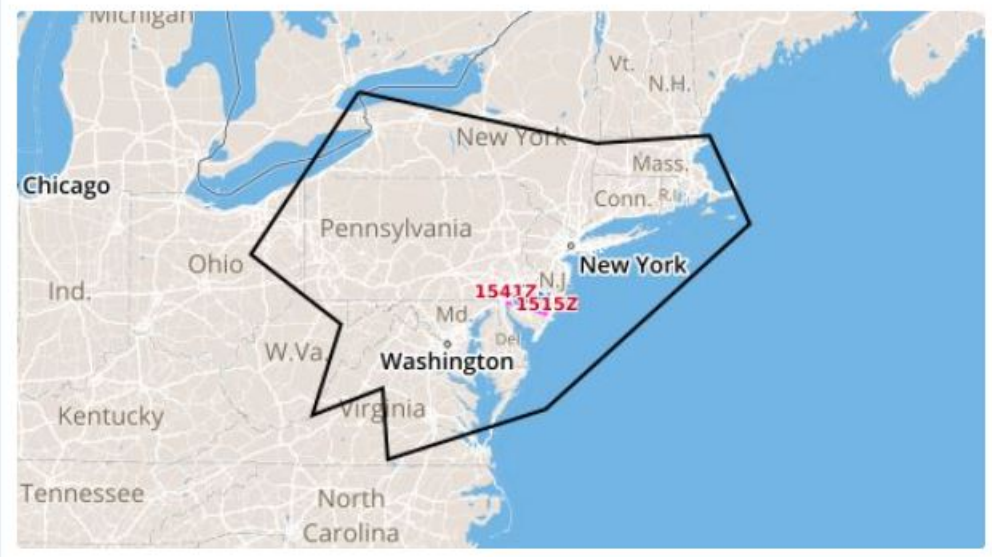 Michigan
Vt.
N.H.
New York
Mass.
Chicago
Conn.
R.I.
Pennsylvania
Ohio
New York
N.J.
Ind.
1541Z
1515Z
Md.
Del
W.Va.
Washington
Kentucky
Virginia
Tennessee
North
Carolina